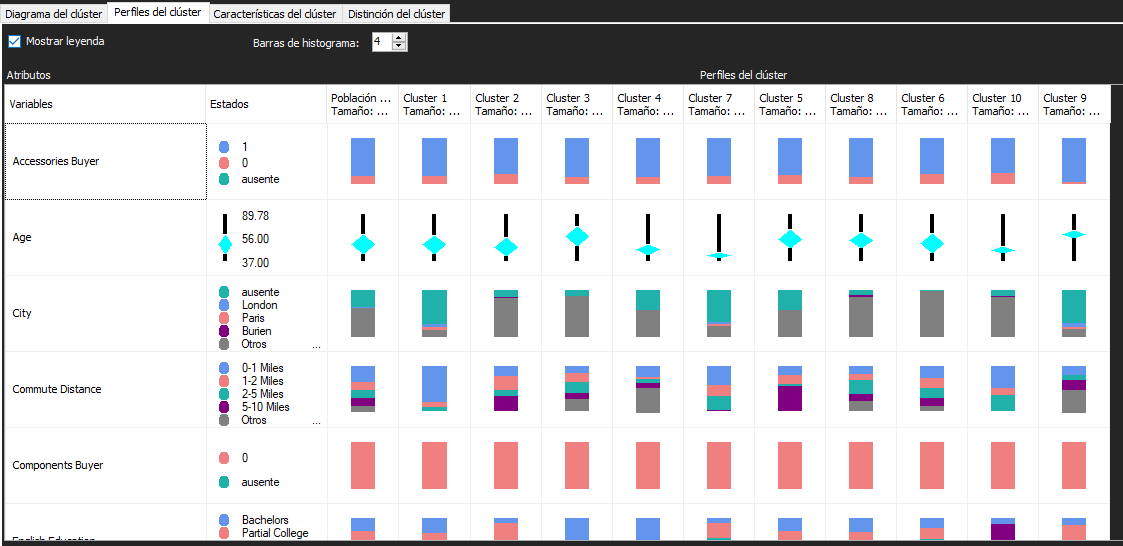 Diagrama del clúster Perfiles del clúster Características del clúster Distinción del clúster
Mostrar leyenda Barras de histograma: 4
Atributos Perfiles del clúster
Variables Estados Población ... Cluster 1 Cluster 2 Cluster 3 Cluster 4 Cluster 7 Cluster 5 Cluster 8 Cluster 6 Cluster 10 Cluster 9
Tamaño: ... Tamaño: ... Tamaño: ... Tamaño: ... Tamaño: ... Tamaño: ... Tamaño: ... Tamaño: ... Tamaño: ... Tamaño: ... Tamaño: ...
Accessories Buyer
1
0
ausente
Age
89.78
56.00
37.00
City
ausente
London
Paris
Burien
Otros ...
Commute Distance
0-1 Miles
1-2 Miles
2-5 Miles
5-10 Miles
Otros ...
Components Buyer
0
ausente
English Education
Bachelors
Partial College